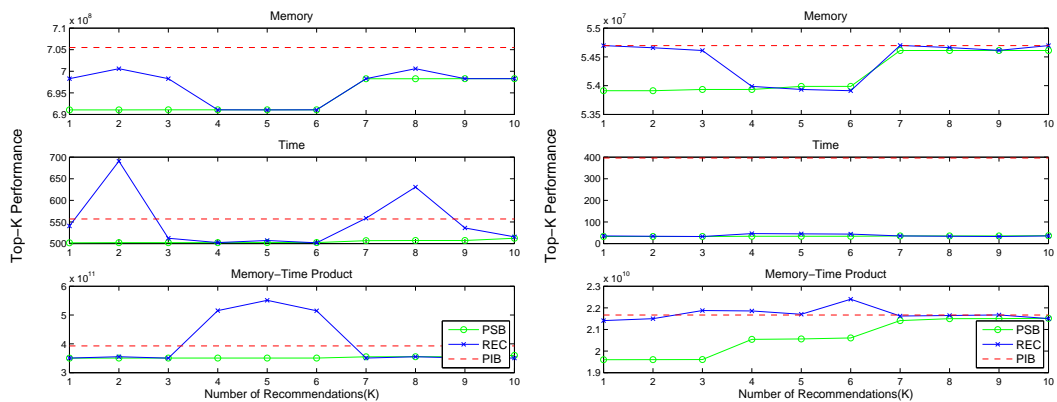 Memory
x 10^8
7.1
7.05
7
6.95
6.9
1 2 3 4 5 6 7 8 9 10
Time
700
650
600
550
500
1 2 3 4 5 6 7 8 9 10
Top−K Performance
Memory−Time Product
x 10^11
6
5
4
3
1 2 3 4 5 6 7 8 9 10
PSB
REC
PIB
Number of Recommendations(K)
Memory
x 10^7
5.5
5.45
5.4
5.35
1 2 3 4 5 6 7 8 9 10
Time
400
300
200
100
0
1 2 3 4 5 6 7 8 9 10
Top−K Performance
Memory−Time Product
x 10^10
2.3
2.2
2.1
2
1.9
1 2 3 4 5 6 7 8 9 10
PSB
REC
PIB
Number of Recommendations(K)